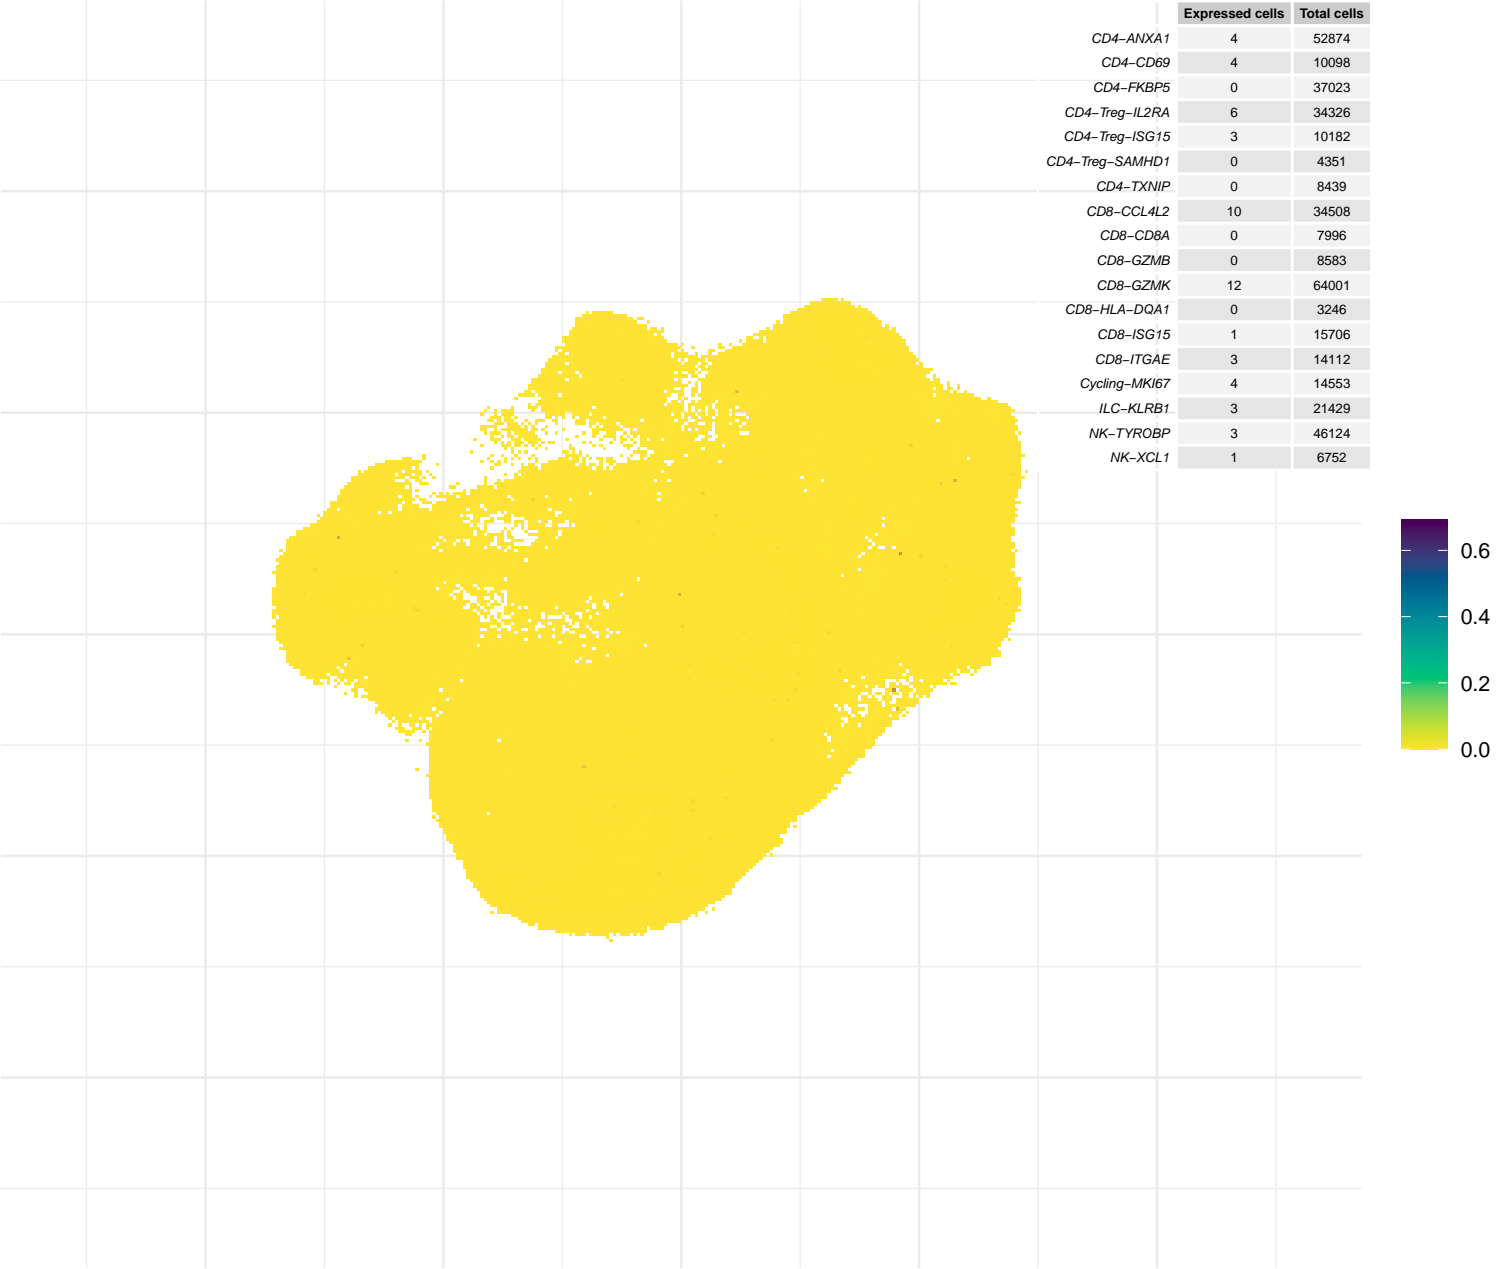 Expressed cells Total cells
CD4−ANXA1 4 52874
CD4−CD69 4 10098
CD4−FKBP5 0 37023
CD4−Treg−IL2RA 6 34326
CD4−Treg−ISG15 3 10182
CD4−Treg−SAMHD1 0 4351
CD4−TXNIP 0 8439
CD8−CCL4L2 10 34508
CD8−CD8A 0 7996
CD8−GZMB 0 8583
CD8−GZMK 12 64001
CD8−HLA−DQA1 0 3246
CD8−ISG15 1 15706
CD8−ITGAE 3 14112
Cycling−MKI67 4 14553
ILC−KLRB1 3 21429
NK−TYROBP 3 46124
NK−XCL1 1 6752
0.6
0.4
0.2
0.0